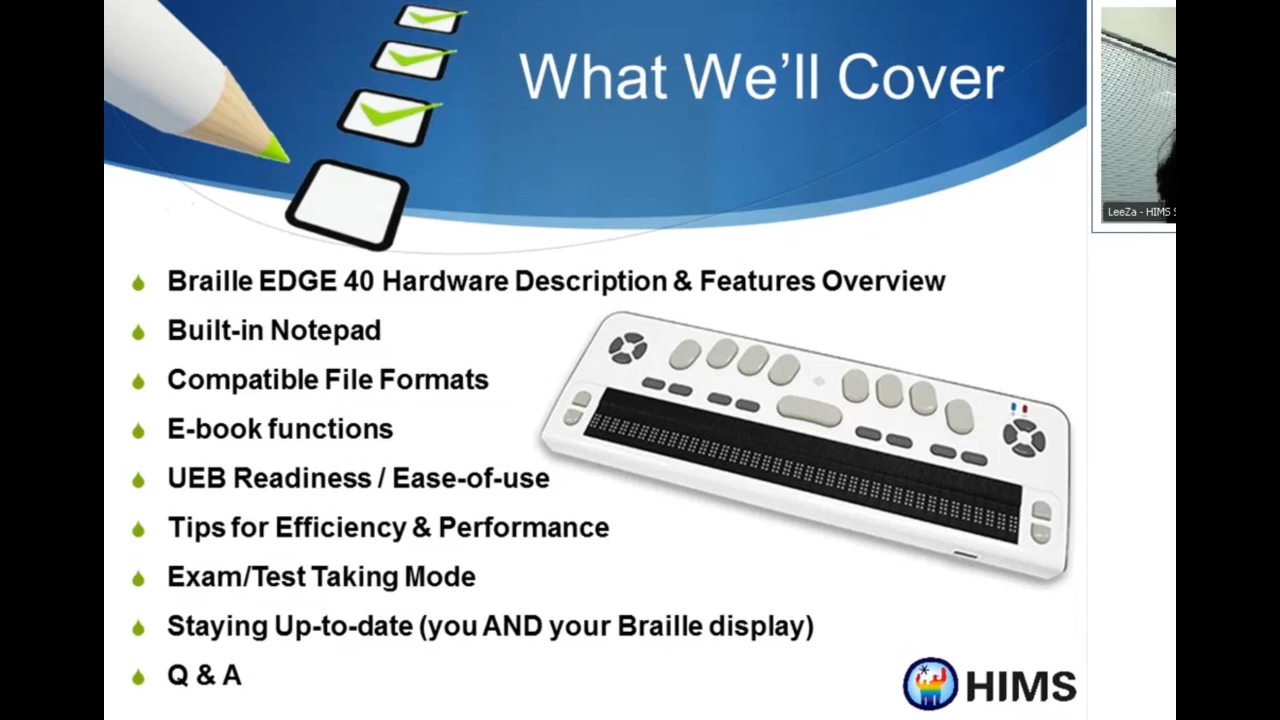 What We'll Cover
LeeZa - HIMS
Braille EDGE 40 Hardware Description & Features Overview
Built-in Notepad
Compatible File Formats
E-book functions
UEB Readiness / Ease-of-use
Tips for Efficiency & Performance
Exam/Test Taking Mode
Staying Up-to-date (you AND your Braille display)
Q & A
HIMS